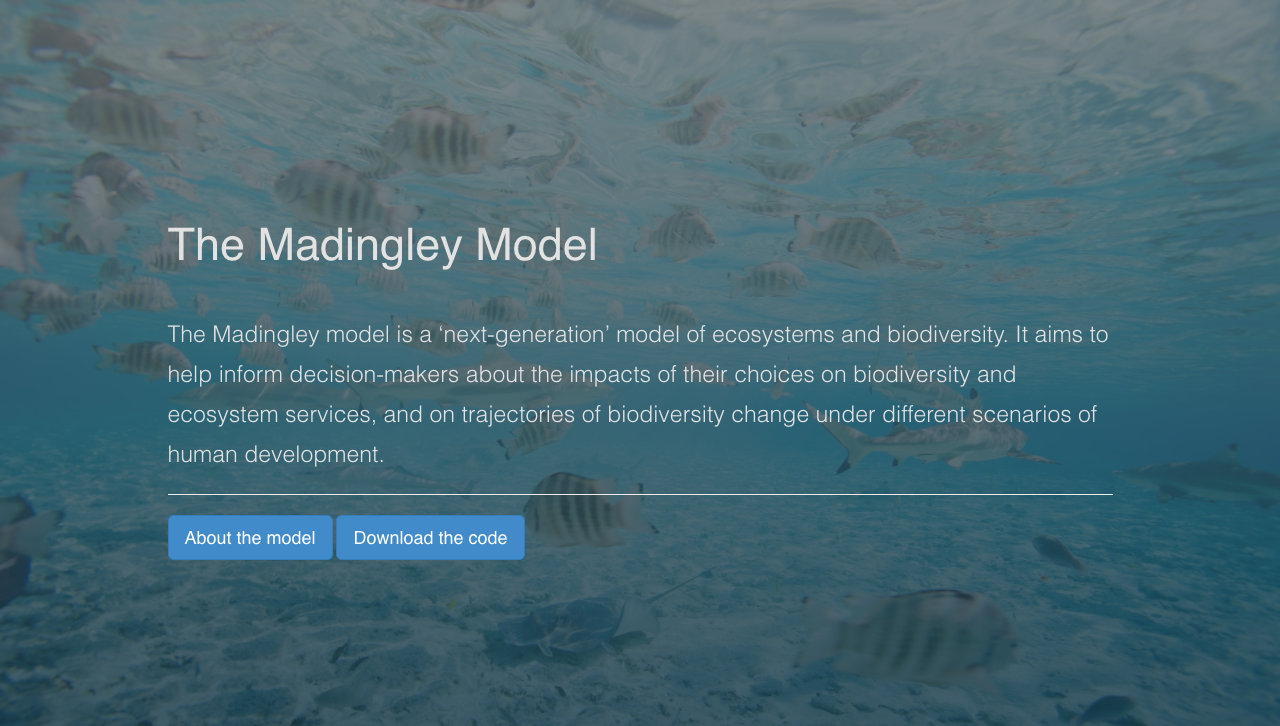 The Madingley Model
The Madingley model is a ‘next-generation’ model of ecosystems and biodiversity. It aims to
help inform decision-makers about the impacts of their choices on biodiversity and
ecosystem services, and on trajectories of biodiversity change under different scenarios of
human development.
About the model
Download the code